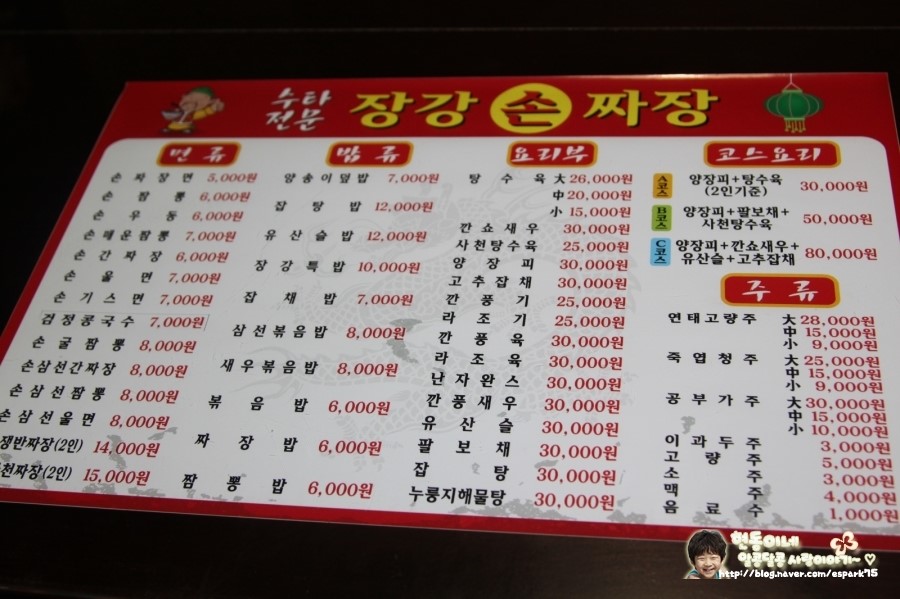 수타
전문
장강 손 짜장
면 류
손 짜 장 면 5,000원
손 짬 뽕 6,000원
손 우 동 6,000원
손 매 운 짬 뽕 7,000원
손 간 짜 장 6,000원
손 울 면 7,000원
손 기 스 면 7,000원
검 정 콩 국 수 7,000원
손 굴 짬 뽕 8,000원
손삼선간짜장 8,000원
손 삼 선 짬 뽕 8,000원
손 삼 선 울 면 8,000원
쟁반짜장(2인) 14,000원
천짜장(2인) 15,000원
밥 류
양 송 이 덮 밥 7,000원
잡 탕 밥 12,000원
유 산 슬 밥 12,000원
장 강 특 밥 10,000원
잡 채 밥 7,000원
삼 선 볶 음 밥 8,000원
새 우 볶 음 밥 8,000원
볶 음 밥 6,000원
짜 장 밥 6,000원
짬 뽕 밥 6,000원
요리부
탕 수 육 大 26,000원
中 20,000원
小 15,000원
깐 쇼 새 우 30,000원
사천탕수육 25,000원
양 장 피 30,000원
고 추 잡 채 30,000원
깐 풍 기 25,000원
라 조 기 25,000원
깐 풍 육 30,000원
라 조 육 30,000원
난 자 완 스 30,000원
깐 풍 새 우 30,000원
유 산 슬 30,000원
팔 보 채 30,000원
잡 탕 30,000원
누룽지해물탕 30,000원
코스요리
A코스 양장피+탕수육 30,000원
(2인기준)
B코스 양장피+팔보채+ 50,000원
사천탕수육
C코스 양장피+깐쇼새우+ 80,000원
유산슬+고추잡채
주 류
연태고량주 大 28,000원
中 15,000원
小 9,000원
죽 엽 청 주 大 25,000원
中 15,000원
小 9,000원
공 부 가 주 大 30,000원
中 15,000원
小 10,000원
이 과 두 주 3,000원
고 량 주 5,000원
소 주 3,000원
맥 주 4,000원
음 료 수 1,000원
현동이네
알콩달콩 사랑이야기~ ♡
http://blog.naver.com/espark75